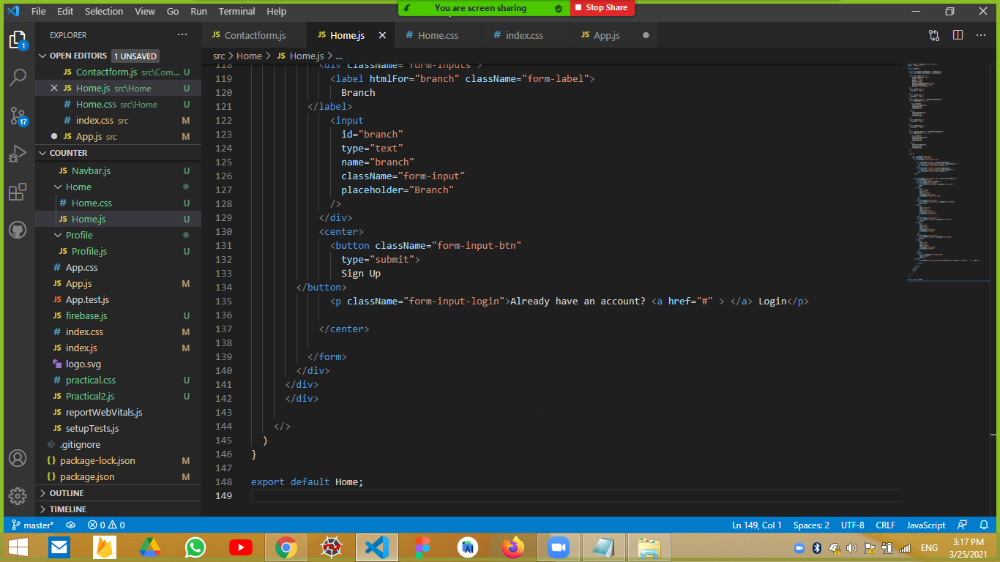 File Edit Selection View Go Run Terminal Help
You are screen sharing Stop Share
EXPLORER
Contactform.js Home.js Home.css index.css App.js
OPEN EDITORS 1 UNSAVED
src > Home > JS Home.js > ...
JS Contactform.js src\Com... U
JS Home.js src\Home U
# Home.css src\Home U
# index.css src M
JS App.js src M
COUNTER
JS Navbar.js U
Home
# Home.css U
JS Home.js U
Profile
JS Profile.js U
# App.css
JS App.js M
JS App.test.js
JS firebase.js U
# index.css M
JS index.js M
logo.svg
# practical.css U
JS Practical2.js U
JS reportWebVitals.js
JS setupTests.js
.gitignore
{} package-lock.json M
{} package.json M
OUTLINE
TIMELINE
118 <div className="form-inputs">
119 <label htmlFor="branch" className="form-label">
120 Branch
121 </label>
122 <input
123 id="branch"
124 type="text"
125 name="branch"
126 className="form-input"
127 placeholder="Branch"
128 />
129 </div>
130 <center>
131 <button className="form-input-btn"
132 type="submit">
133 Sign Up
134 </button>
135 <p className="form-input-login">Already have an account? <a href="#" > </a> Login</p>
136
137 </center>
138
139 </form>
140 </div>
141 </div>
142 </div>
143
144 </>
145 )
146 }
147
148 export default Home;
149
1
17
master* 0 0 Ln 149, Col 1 Spaces: 2 UTF-8 CRLF JavaScript
ENG 3:17 PM
3/25/2021